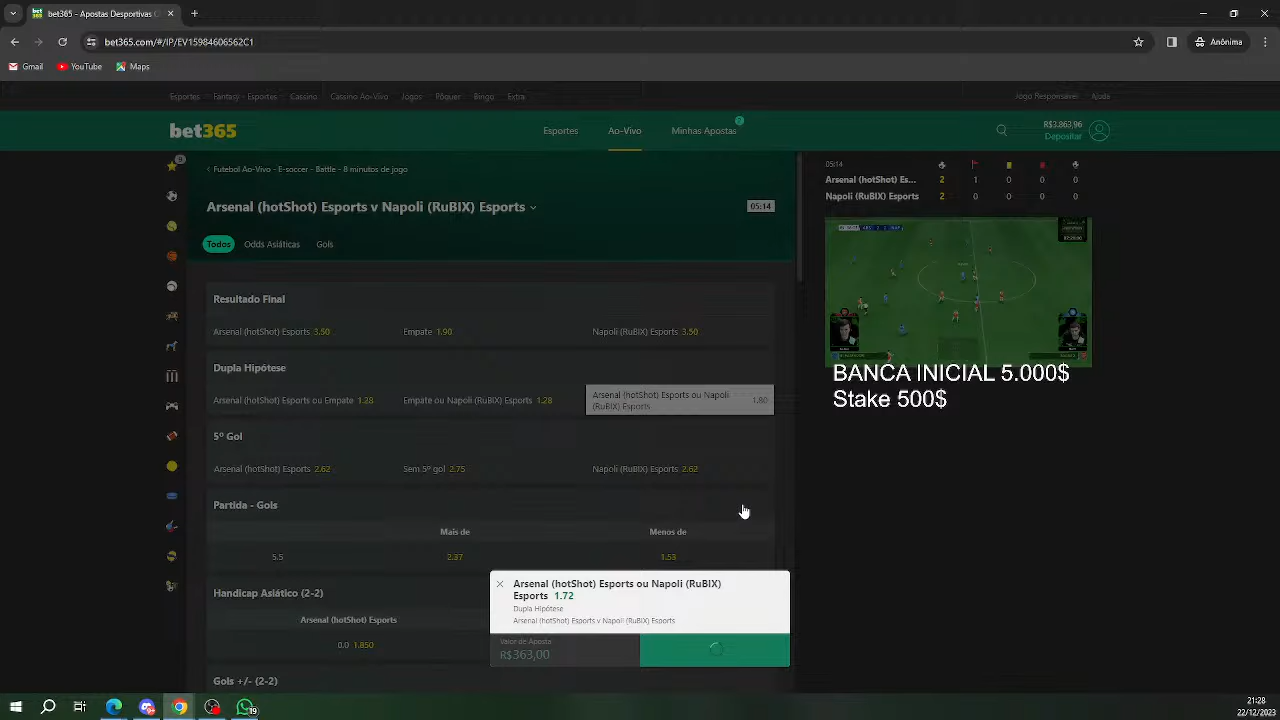 bet365 - Apostas Desportivas
bet365.com/#/IP/EV15984606562C1
Anônima
Gmail YouTube Maps
Esportes Fantasy Esportes Cassino Cassino Ao-Vivo Jogos Pôquer Bingo Extra Jogo Responsável Ajuda
bet365
Esportes Ao-Vivo Minhas Apostas 2
R$3.863,96
Depositar
Futebol Ao-Vivo - E-soccer - Battle - 8 minutos de jogo
Arsenal (hotShot) Esports v Napoli (RuBIX) Esports 05:14
Todos Odds Asiáticas Gols
Resultado Final
Arsenal (hotShot) Esports 3.50 Empate 1.90 Napoli (RuBIX) Esports 3.50
Dupla Hipótese
Arsenal (hotShot) Esports ou Empate 1.28 Empate ou Napoli (RuBIX) Esports 1.28 Arsenal (hotShot) Esports ou Napoli
(RuBIX) Esports 1.80
5º Gol
Arsenal (hotShot) Esports 2.62 Sem 5º gol 2.75 Napoli (RuBIX) Esports 2.62
Partida - Gols
Mais de Menos de
5.5 2.37 1.53
Handicap Asiático (2-2)
Arsenal (hotShot) Esports
0.0 1.850
Gols +/- (2-2)
Arsenal (hotShot) Esports ou Napoli (RuBIX)
Esports 1.72
Dupla Hipótese
Arsenal (hotShot) Esports v Napoli (RuBIX) Esports
Valor de Aposta
R$363,00
05:14
Arsenal (hotShot) Es... 2 1 0 0 0
Napoli (RuBIX) Esports 2 0 0 0 0
BANCA INICIAL 5.000$
Stake 500$
21:28
22/12/2023